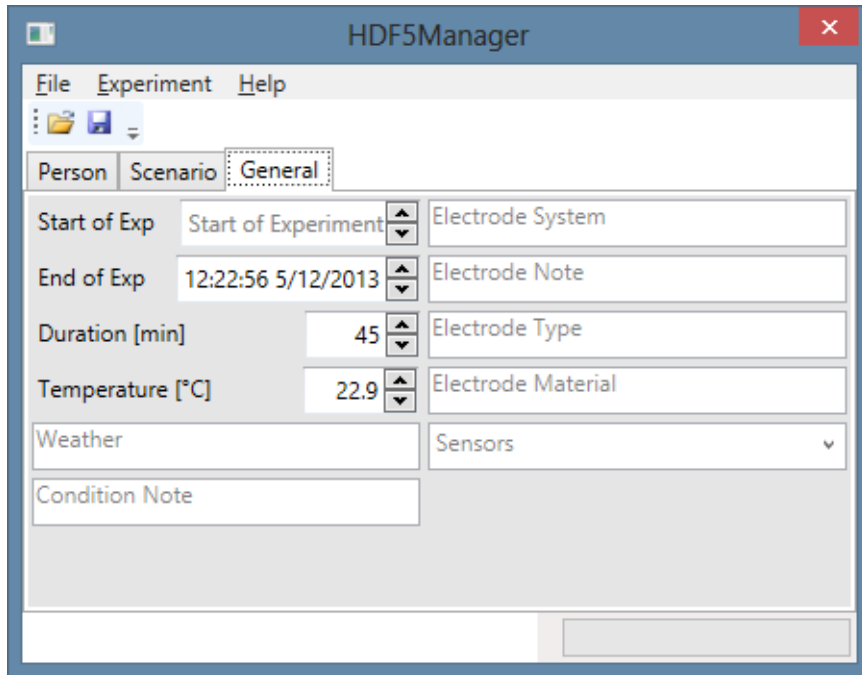 HDF5Manager
File Experiment Help
Person Scenario General
Start of Exp Start of Experiment Electrode System
End of Exp 12:22:56 5/12/2013 Electrode Note
Duration [min] 45 Electrode Type
Temperature [°C] 22.9 Electrode Material
Weather Sensors
Condition Note